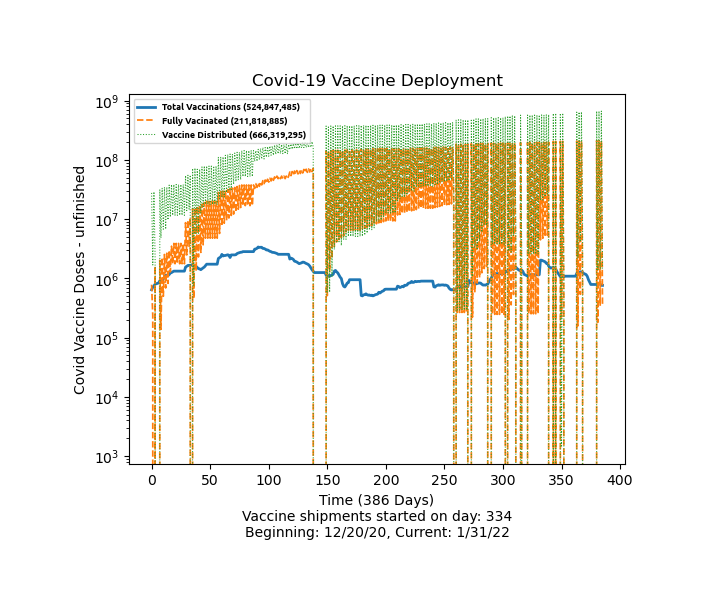 Covid-19 Vaccine Deployment
Total Vaccinations (524,847,485)
Fully Vacinated (211,818,885)
Vaccine Distributed (666,319,295)
Covid Vaccine Doses - unfinished
10⁹
10⁸
10⁷
10⁶
10⁵
10⁴
10³
0 50 100 150 200 250 300 350 400
Time (386 Days)
Vaccine shipments started on day: 334
Beginning: 12/20/20, Current: 1/31/22